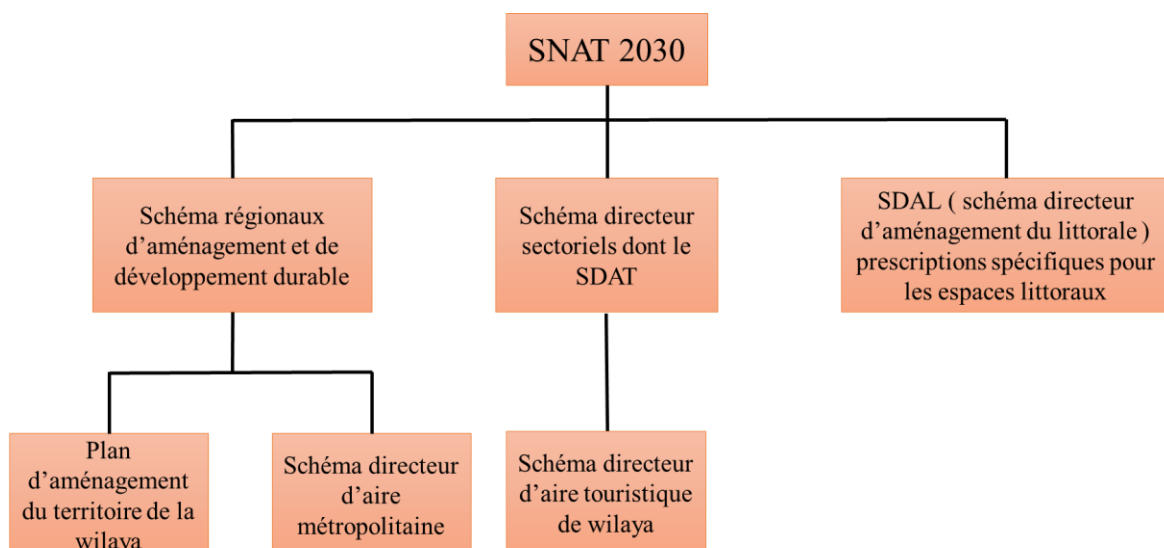 SNAT 2030
Schéma régionaux
d'aménagement et de
développement durable
Schéma directeur
sectoriels dont le
SDAT
SDAL ( schéma directeur
d'aménagement du littorale )
prescriptions spécifiques pour
les espaces littoraux
Plan
d'aménagement
du territoire de la
wilaya
Schéma directeur
d'aire
métropolitaine
Schéma directeur
d'aire touristique
de wilaya